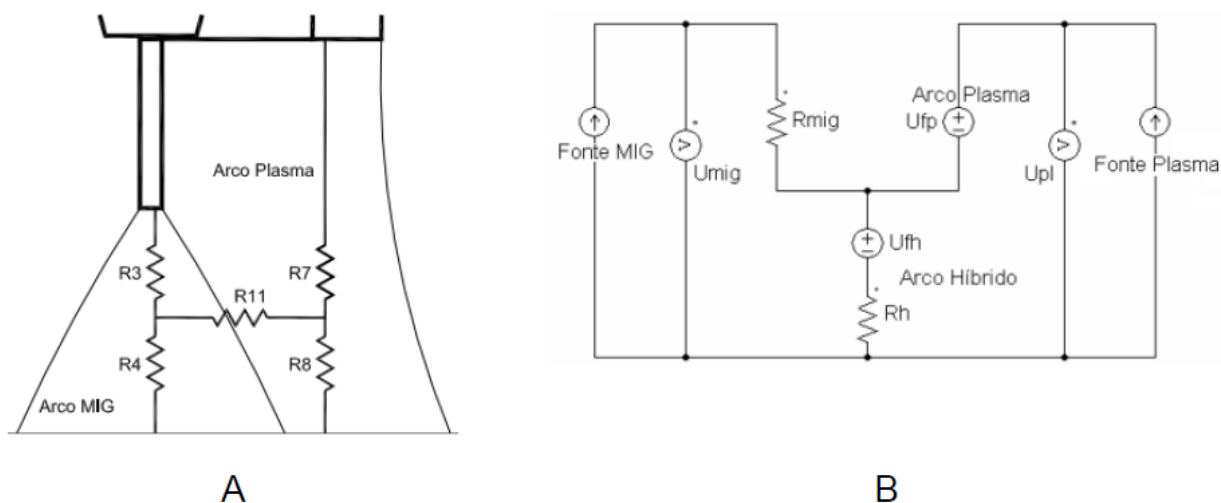 Arco Plasma
R3
R7
R11
R4
R8
Arco MIG
A
Arco Plasma
Rmig
Ufp
Fonte MIG
Umig
Upl
Fonte Plasma
Ufh
Arco Híbrido
Rh
V
V
B